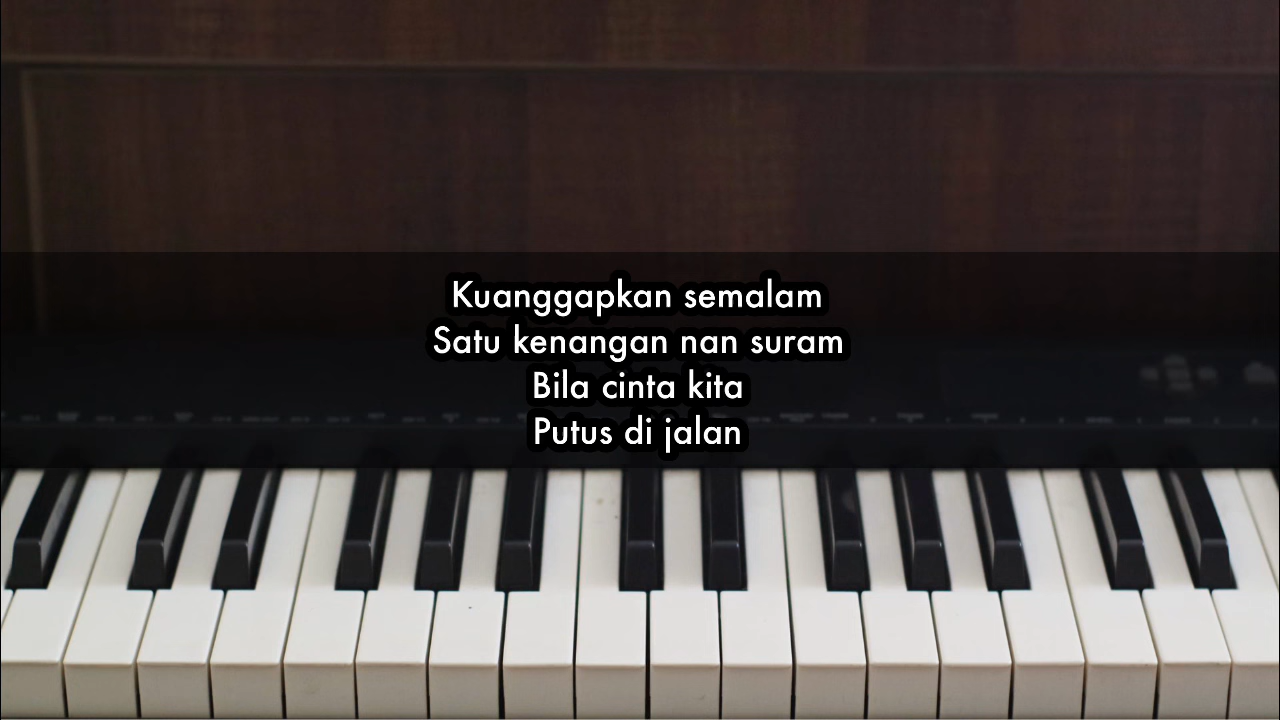 Kuanggapkan semalam
Satu kenangan nan suram
Bila cinta kita
Putus di jalan